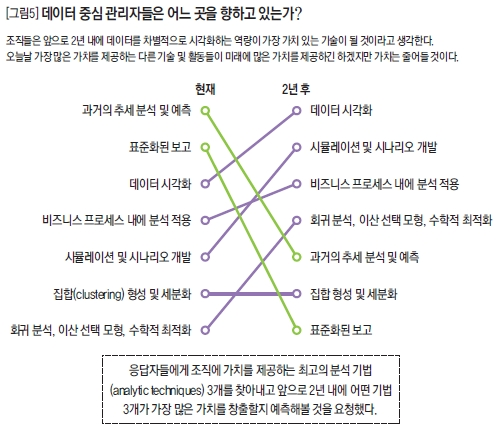 [그림5] 데이터 중심 관리자들은 어느 곳을 향하고 있는가?
조직들은 앞으로 2년 내에 데이터를 차별적으로 시각화하는 역량이 가장 가치 있는 기술이 될 것이라고 생각한다.
오늘날 가장 많은 가치를 제공하는 다른 기술 및 활동들이 미래에 많은 가치를 제공하긴 하겠지만 가치는 줄어들 것이다.
현재
2년 후
과거의 추세 분석 및 예측
데이터 시각화
표준화된 보고
시뮬레이션 및 시나리오 개발
데이터 시각화
비즈니스 프로세스 내에 분석 적용
비즈니스 프로세스 내에 분석 적용
회귀 분석, 이산 선택 모형, 수학적 최적화
시뮬레이션 및 시나리오 개발
과거의 추세 분석 및 예측
집합(clustering) 형성 및 세분화
집합 형성 및 세분화
회귀 분석, 이산 선택 모형, 수학적 최적화
표준화된 보고
응답자들에게 조직에 가치를 제공하는 최고의 분석 기법
(analytic techniques) 3개를 찾아내고 앞으로 2년 내에 어떤 기법
3개가 가장 많은 가치를 창출할지 예측해볼 것을 요청했다.